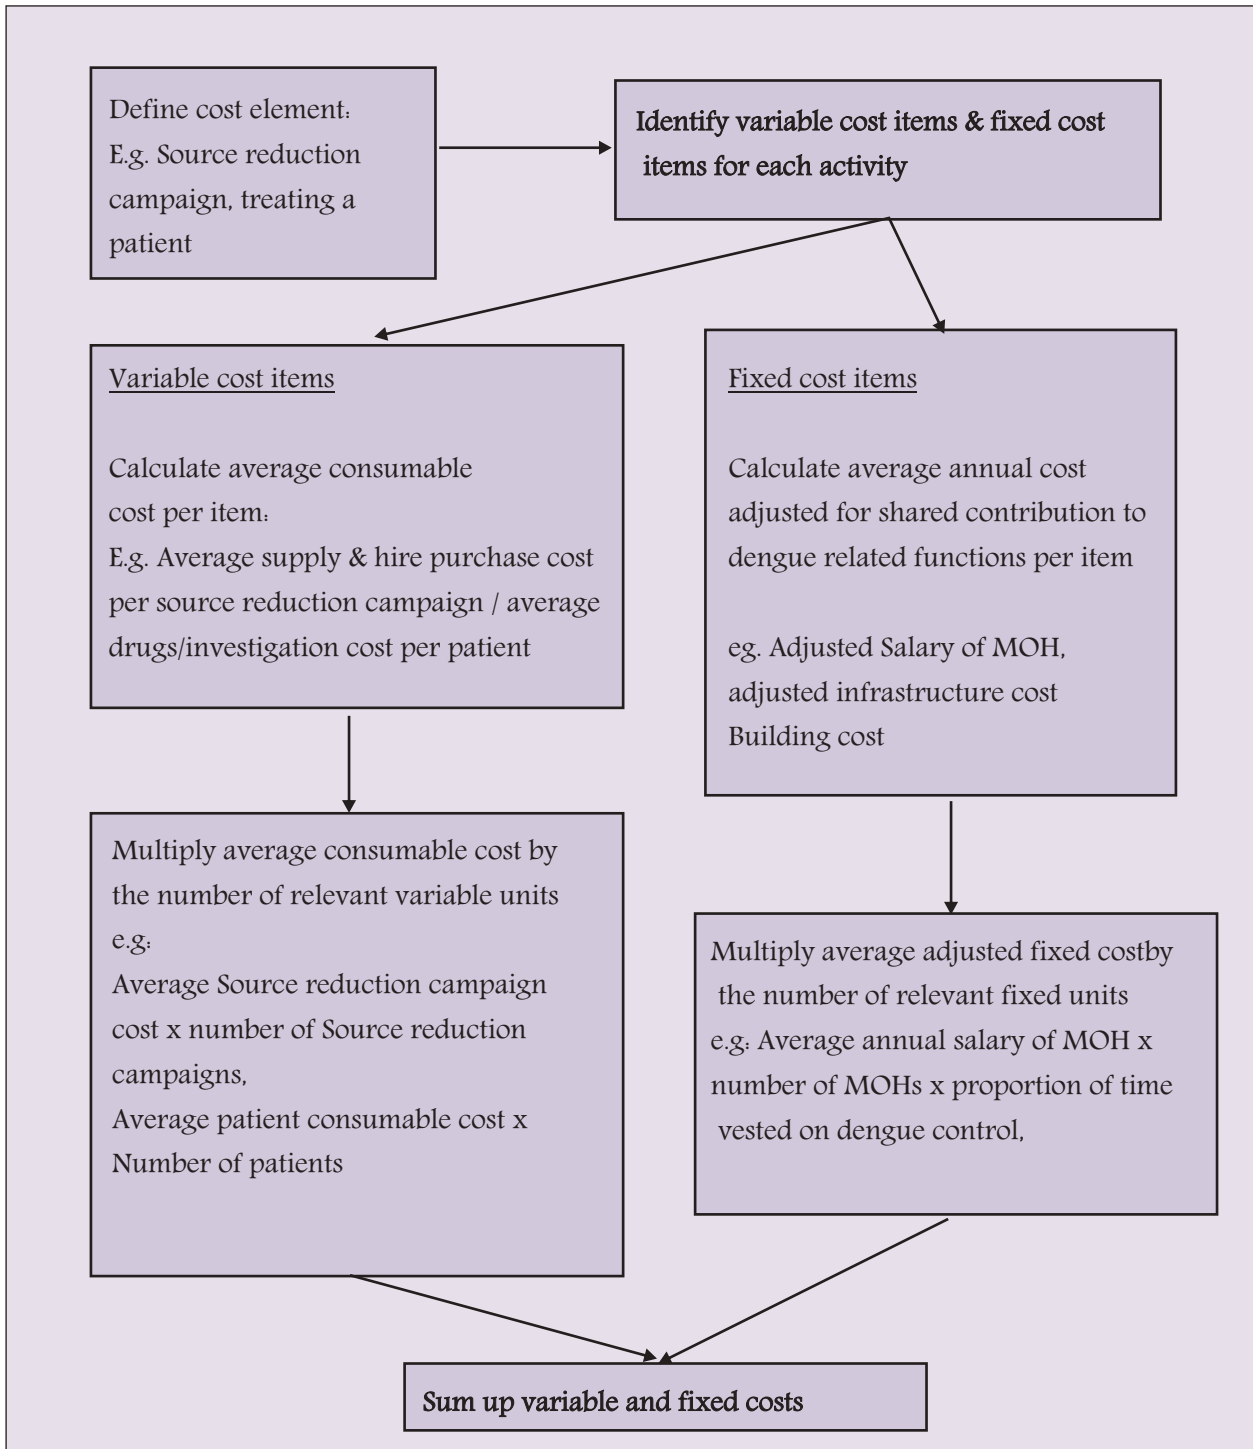 Define cost element:
E.g. Source reduction
campaign, treating a
patient
Identify variable cost items & fixed cost
items for each activity
Variable cost items
Calculate average consumable
cost per item:
E.g. Average supply & hire purchase cost
per source reduction campaign / average
drugs/investigation cost per patient
Fixed cost items
Calculate average annual cost
adjusted for shared contribution to
dengue related functions per item
eg. Adjusted Salary of MOH,
adjusted infrastructure cost
Building cost
Multiply average consumable cost by
the number of relevant variable units
e.g:
Average Source reduction campaign
cost x number of Source reduction
campaigns,
Average patient consumable cost x
Number of patients
Multiply average adjusted fixed costby
the number of relevant fixed units
e.g: Average annual salary of MOH x
number of MOHs x proportion of time
vested on dengue control,
Sum up variable and fixed costs